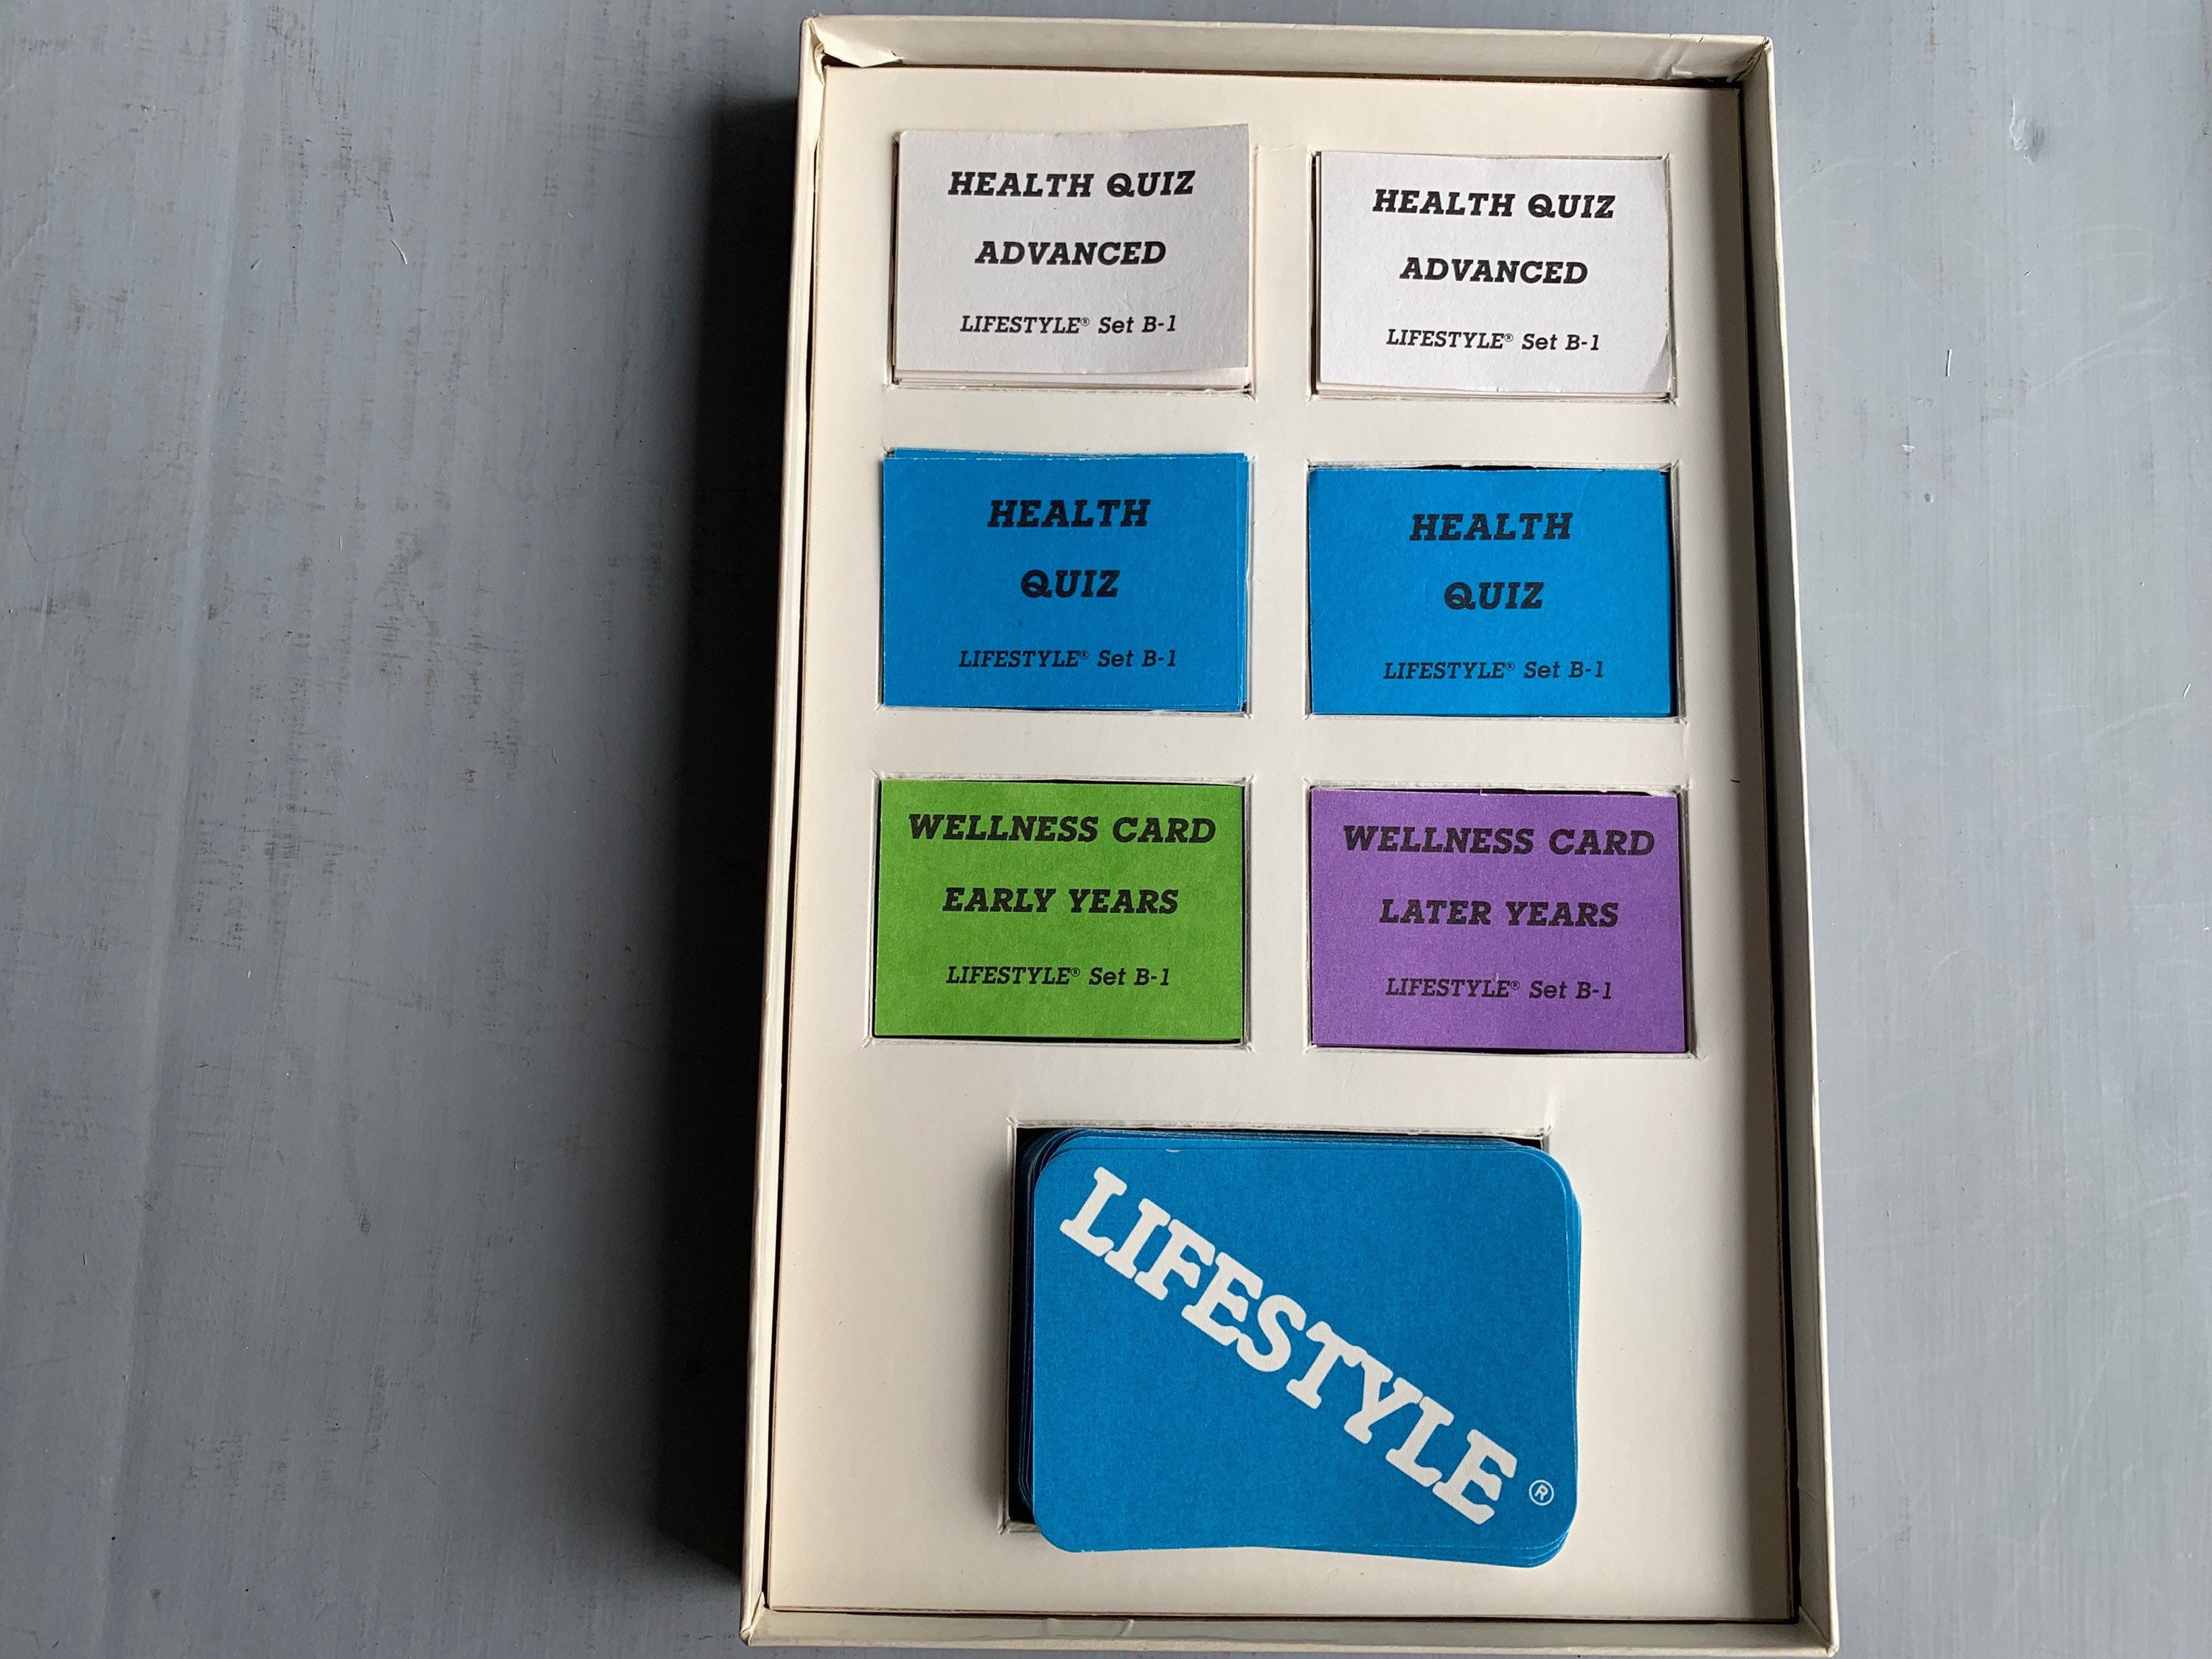 HEALTH QUIZ
ADVANCED
LIFESTYLE® Set B-1
HEALTH QUIZ
ADVANCED
LIFESTYLE® Set B-1
HEALTH
QUIZ
LIFESTYLE® Set B-1
HEALTH
QUIZ
LIFESTYLE® Set B-1
WELLNESS CARD
EARLY YEARS
LIFESTYLE® Set B-1
WELLNESS CARD
LATER YEARS
LIFESTYLE® Set B-1
LIFESTYLE®